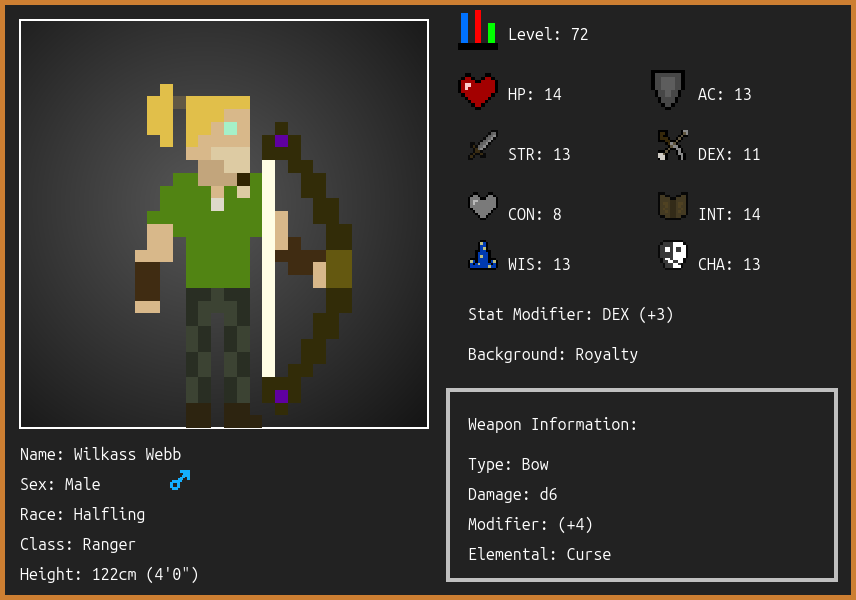 Level: 72
HP: 14
AC: 13
STR: 13
DEX: 11
CON: 8
INT: 14
WIS: 13
CHA: 13
Stat Modifier: DEX (+3)
Background: Royalty
Weapon Information:
Type: Bow
Damage: d6
Modifier: (+4)
Elemental: Curse
Name: Wilkass Webb
Sex: Male
Race: Halfling
Class: Ranger
Height: 122cm (4'0")